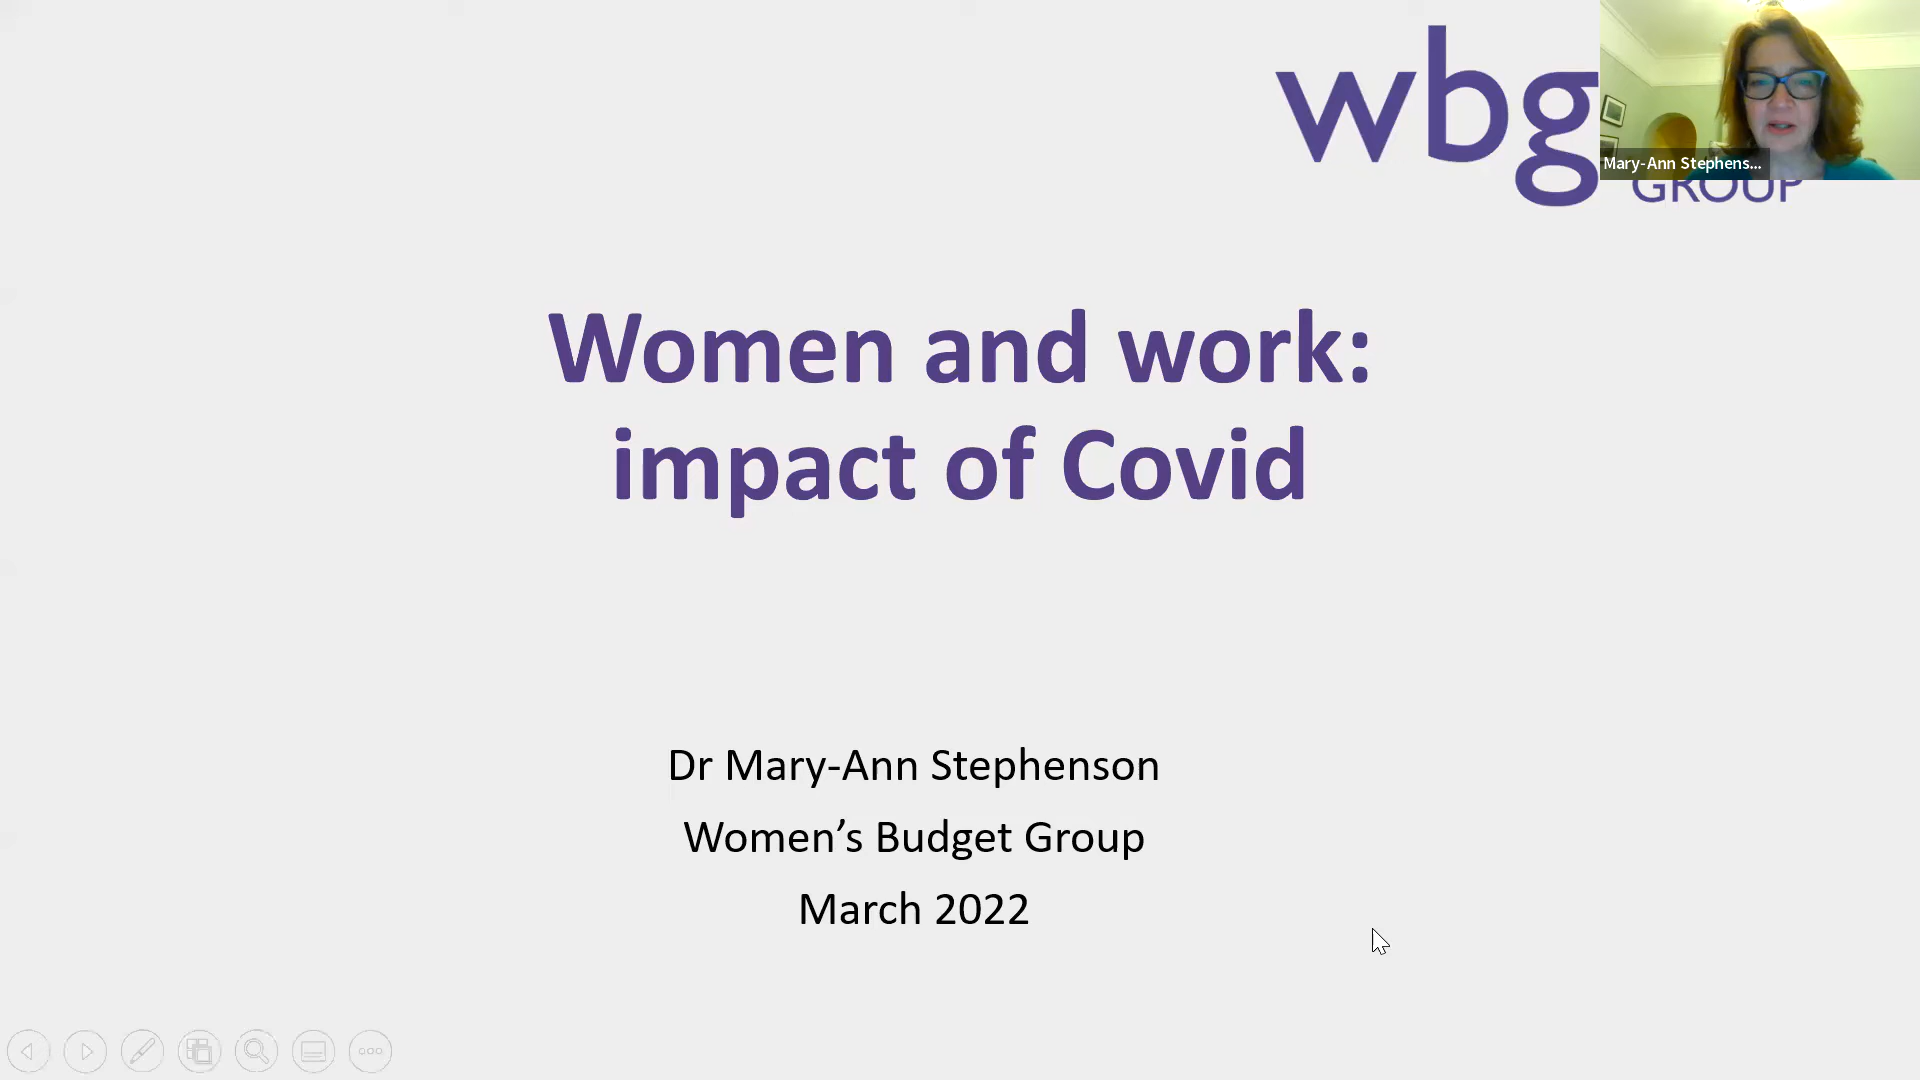 wbg
GROUP
Mary-Ann Stephens...
Women and work:
impact of Covid
Dr Mary-Ann Stephenson
Women’s Budget Group
March 2022